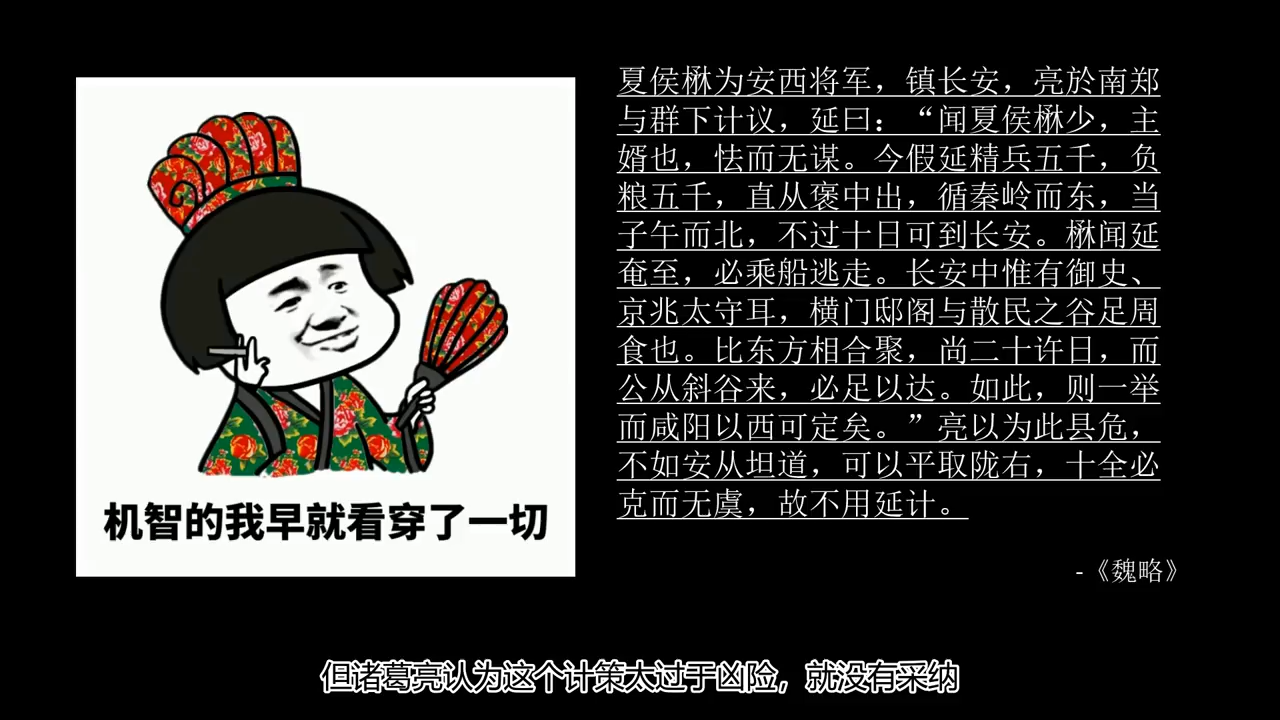 机智的我早就看穿了一切
夏侯楙为安西将军，镇长安，亮於南郑
与群下计议，延曰：“闻夏侯楙少，主
婿也，怯而无谋。今假延精兵五千，负
粮五千，直从褒中出，循秦岭而东，当
子午而北，不过十日可到长安。楙闻延
奄至，必乘船逃走。长安中惟有御史、
京兆太守耳，横门邸阁与散民之谷足周
食也。比东方相合聚，尚二十许日，而
公从斜谷来，必足以达。如此，则一举
而咸阳以西可定矣。”亮以为此县危，
不如安从坦道，可以平取陇右，十全必
克而无虞，故不用延计。
-《魏略》
但诸葛亮认为这个计策太过于凶险，就没有采纳